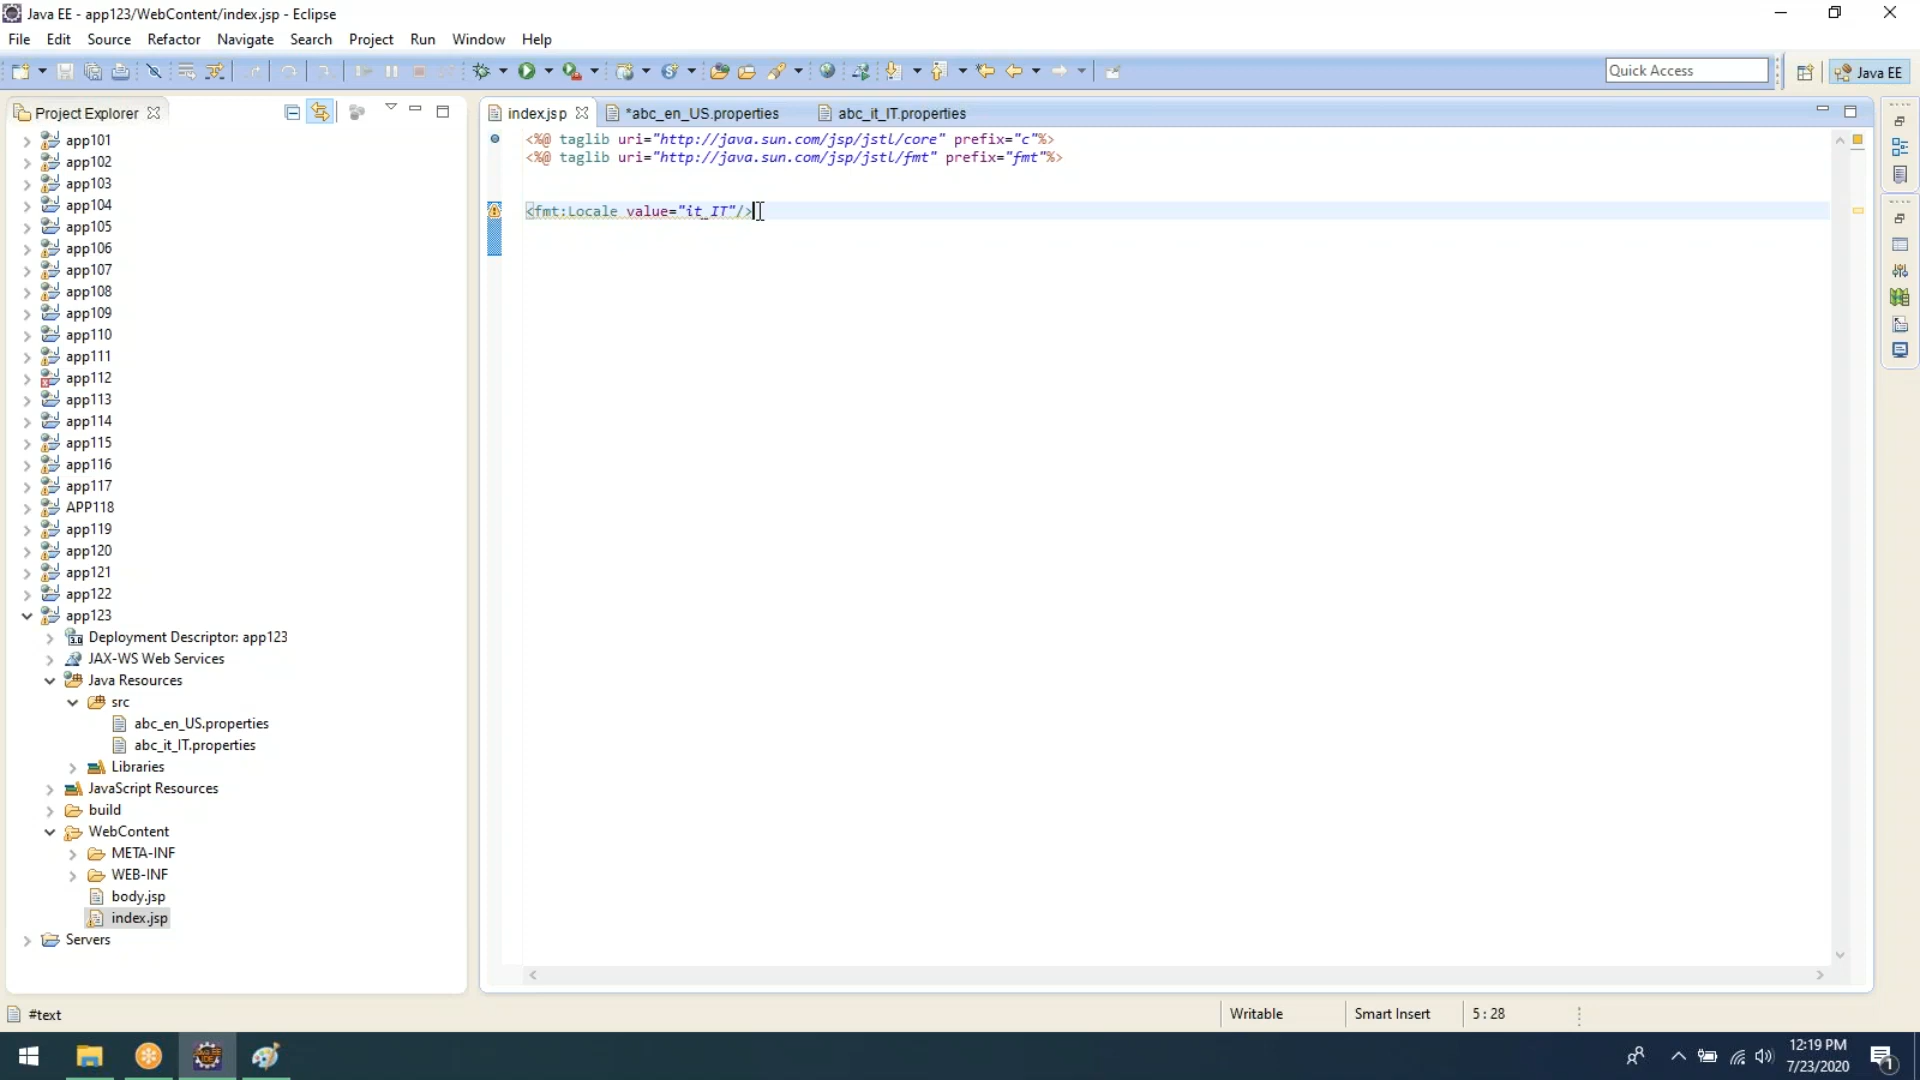 Java EE - app123/WebContent/index.jsp - Eclipse
File Edit Source Refactor Navigate Search Project Run Window Help
Quick Access
Java EE
Project Explorer
index.jsp
*abc_en_US.properties
abc_it_IT.properties
app101
app102
app103
app104
app105
app106
app107
app108
app109
app110
app111
app112
app113
app114
app115
app116
app117
APP118
app119
app120
app121
app122
app123
Deployment Descriptor: app123
JAX-WS Web Services
Java Resources
src
abc_en_US.properties
abc_it_IT.properties
Libraries
JavaScript Resources
build
WebContent
META-INF
WEB-INF
body.jsp
index.jsp
Servers
<%@ taglib uri="http://java.sun.com/jsp/jstl/core" prefix="c"%>
<%@ taglib uri="http://java.sun.com/jsp/jstl/fmt" prefix="fmt"%>
<fmt:Locale value="it_IT"/>
#text
Writable
Smart Insert
5 : 28
12:19 PM
7/23/2020
1